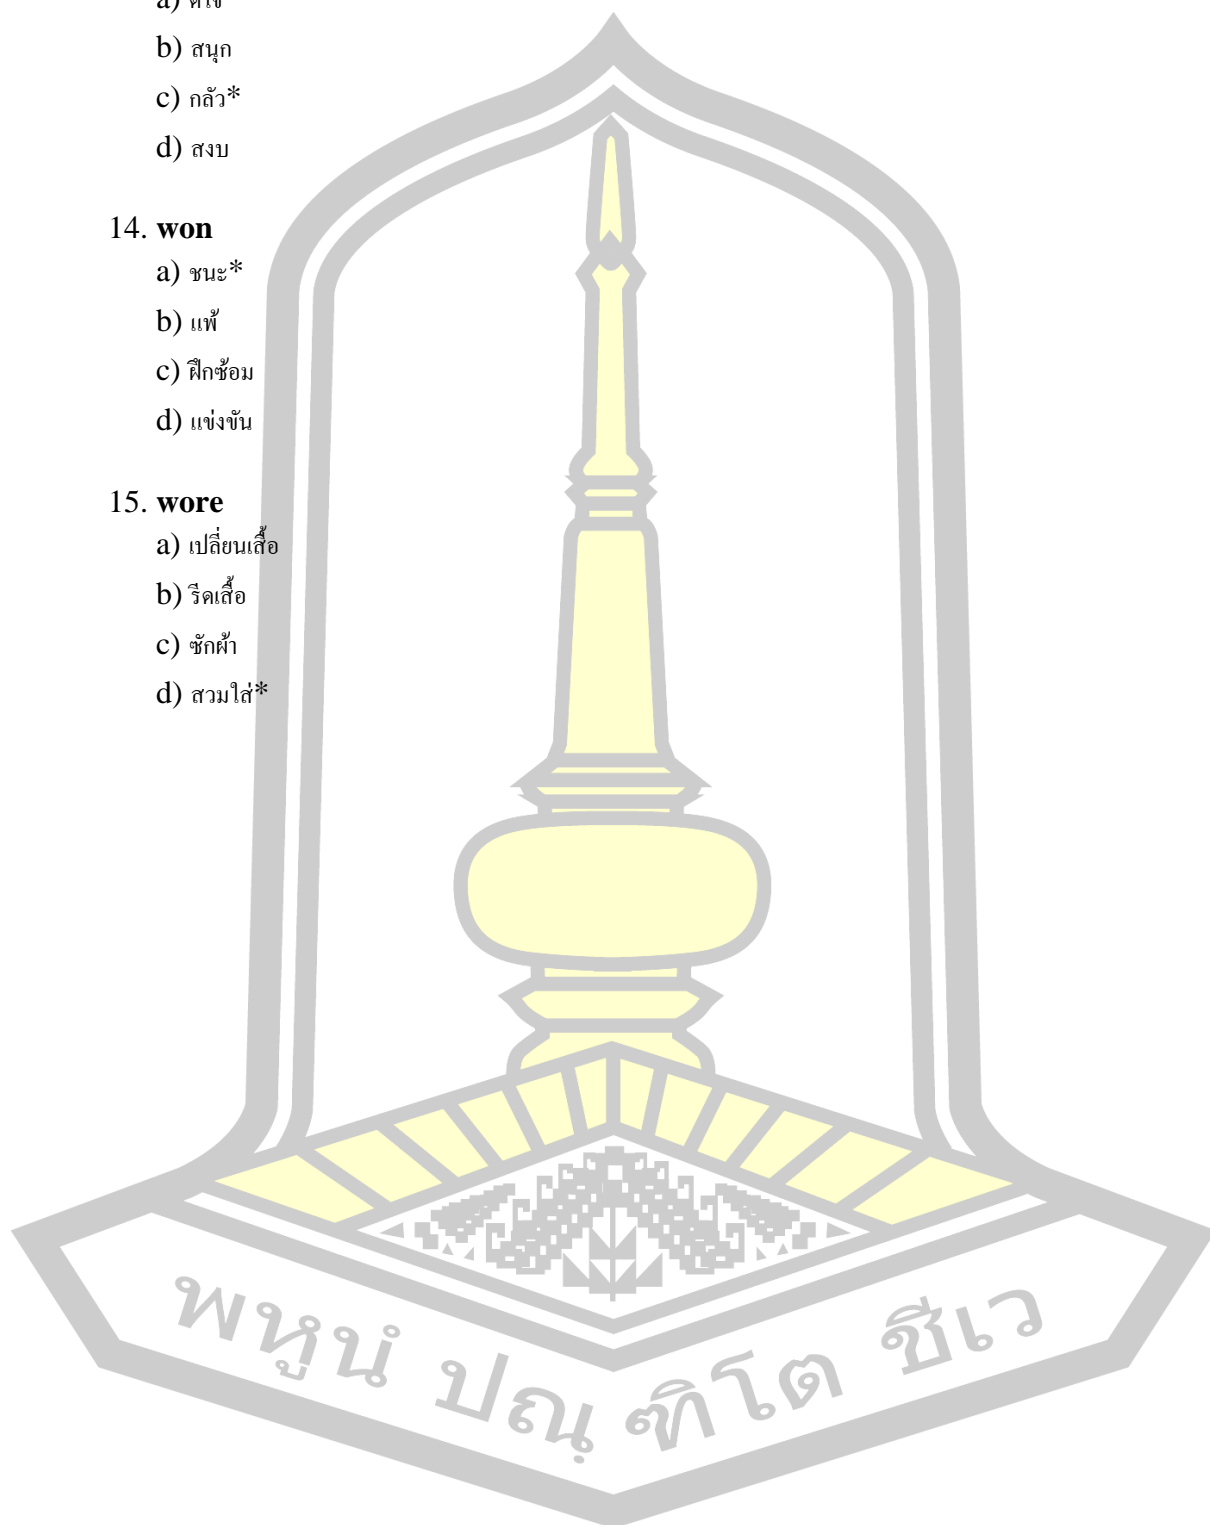 a) ดีใจ
b) สนุก
c) กลัว*
d) สงบ
14. won
a) ชนะ*
b) แพ้
c) ฝึกซ้อม
d) แข่งขัน
15. wore
a) เปลี่ยนเสื้อ
b) รีดเสื้อ
c) ซักผ้า
d) สวมใส่*
พหูนํ ปณฺฑิโต ชีเว